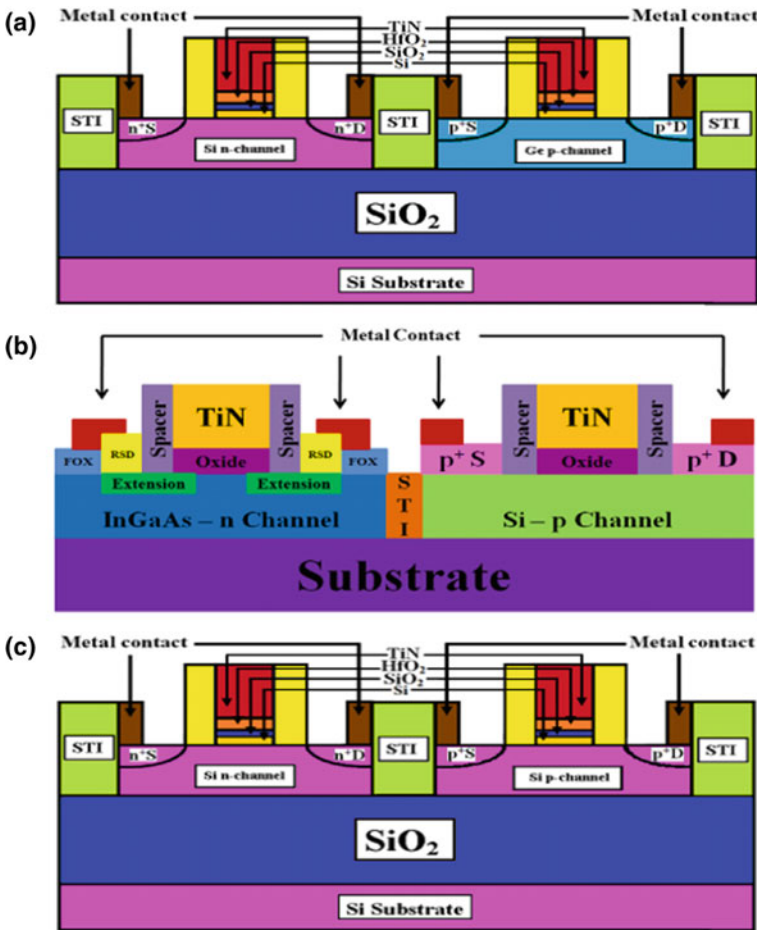 (a)
Metal contact TiN Metal contact
HfO₂
SiO₂
Si
STI n⁺S n⁺D STI p⁺S p⁺D STI
Si n-channel Ge p-channel
SiO₂
Si Substrate
(b)
Metal Contact
Spacer TiN Spacer Spacer TiN Spacer
FOX RSD Oxide RSD FOX p⁺ S Oxide p⁺ D
Extension Extension STI
InGaAs – n Channel Si – p Channel
Substrate
(c)
Metal contact TiN Metal contact
HfO₂
SiO₂
Si
STI n⁺S n⁺D STI p⁺S p⁺D STI
Si n-channel Si p-channel
SiO₂
Si Substrate